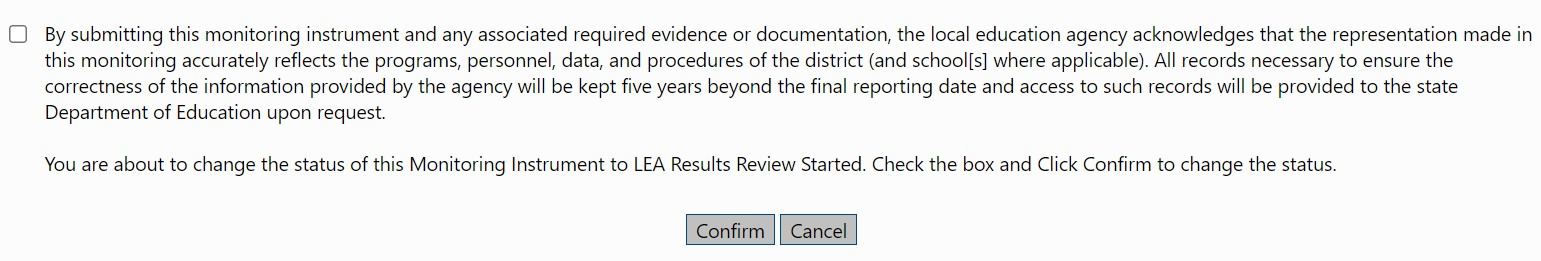 By submitting this monitoring instrument and any associated required evidence or documentation, the local education agency acknowledges that the representation made in
this monitoring accurately reflects the programs, personnel, data, and procedures of the district (and school[s] where applicable). All records necessary to ensure the
correctness of the information provided by the agency will be kept five years beyond the final reporting date and access to such records will be provided to the state
Department of Education upon request.
You are about to change the status of this Monitoring Instrument to LEA Results Review Started. Check the box and Click Confirm to change the status.
Confirm Cancel